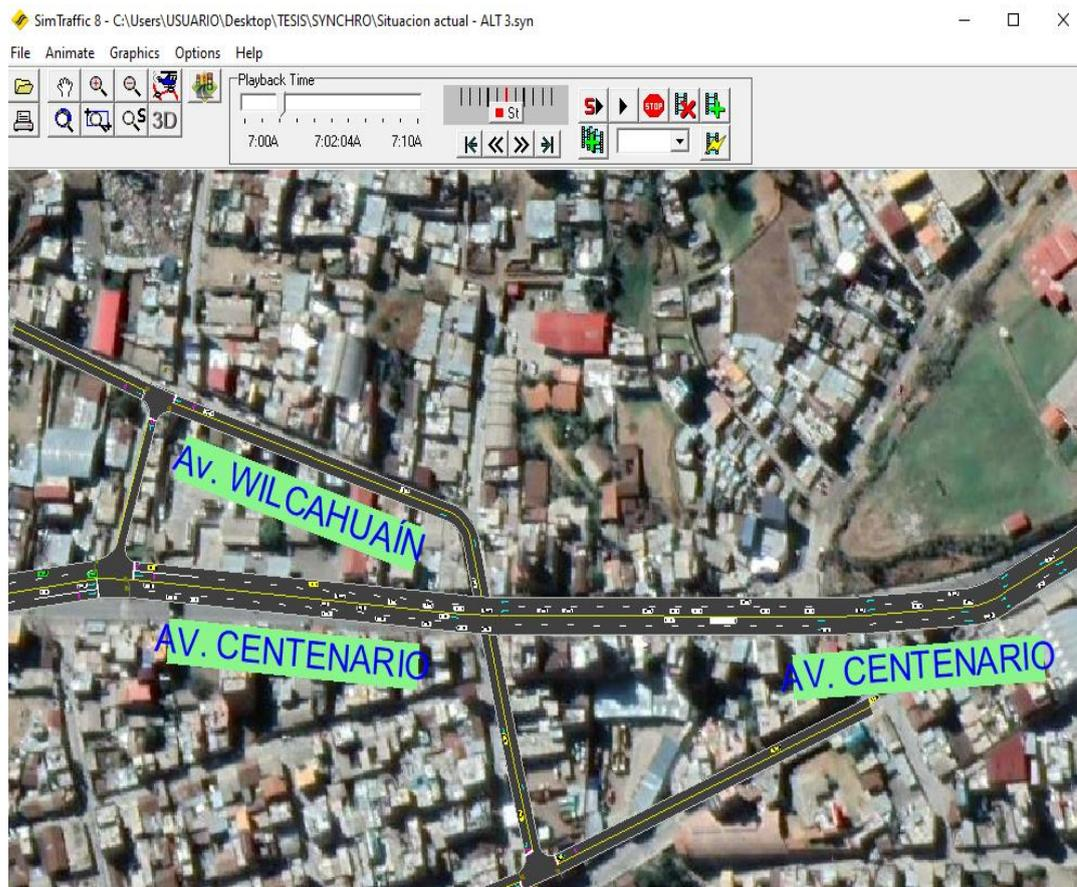 SimTraffic 8 - C:\Users\USUARIO\Desktop\TESIS\SYNCHRO\Situacion actual - ALT 3.syn
File Animate Graphics Options Help
Playback Time
7:00A 7:02:04A 7:10A
St
S
STOP
S
3D
Av. WILCAHUAÍN
AV. CENTENARIO
AV. CENTENARIO